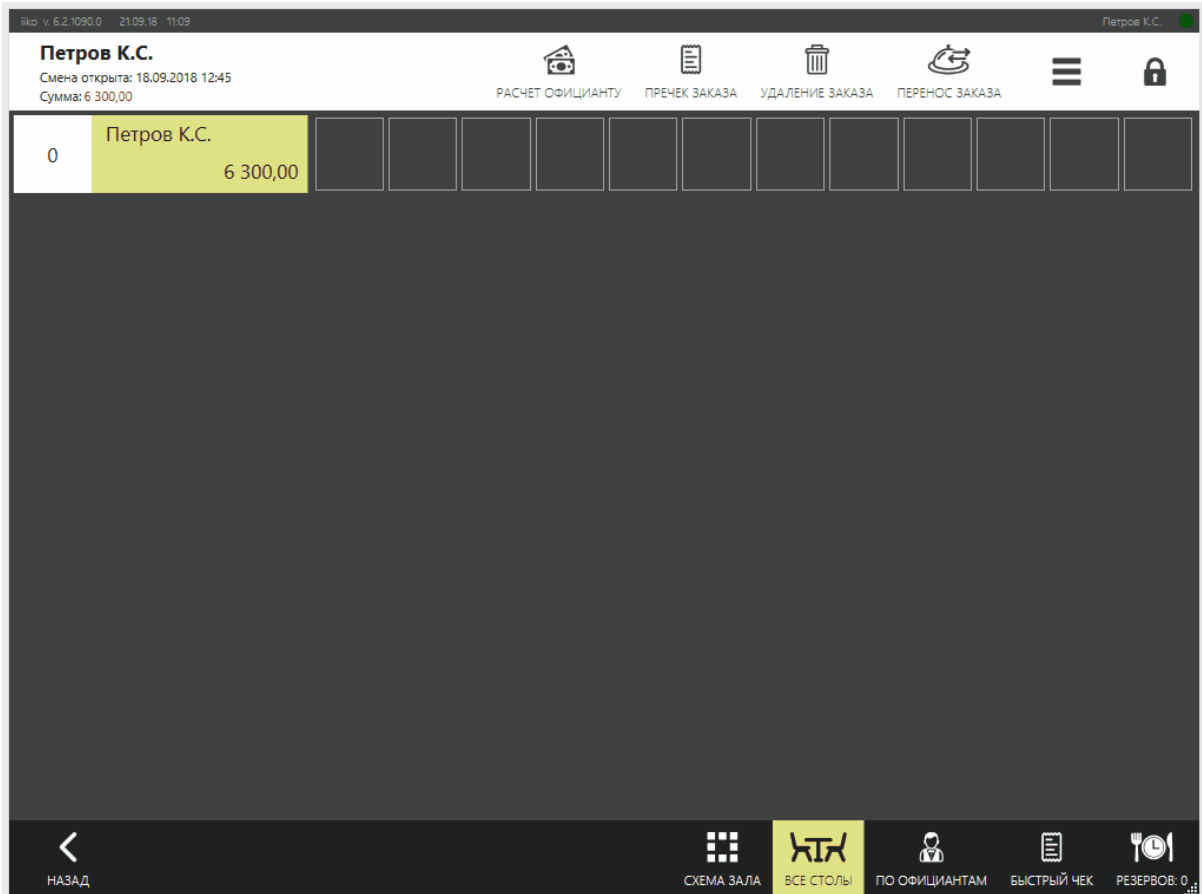 iiko v. 6.2.1090.0 21.09.18 11:09 Петров К.С.
Петров К.С.
Смена открыта: 18.09.2018 12:45
Сумма: 6 300,00
РАСЧЕТ ОФИЦИАНТУ ПРЕЧЕК ЗАКАЗА УДАЛЕНИЕ ЗАКАЗА ПЕРЕНОС ЗАКАЗА
0 Петров К.С.
6 300,00
НАЗАД СХЕМА ЗАЛА ВСЕ СТОЛЫ ПО ОФИЦИАНТАМ БЫСТРЫЙ ЧЕК РЕЗЕРВОВ: 0